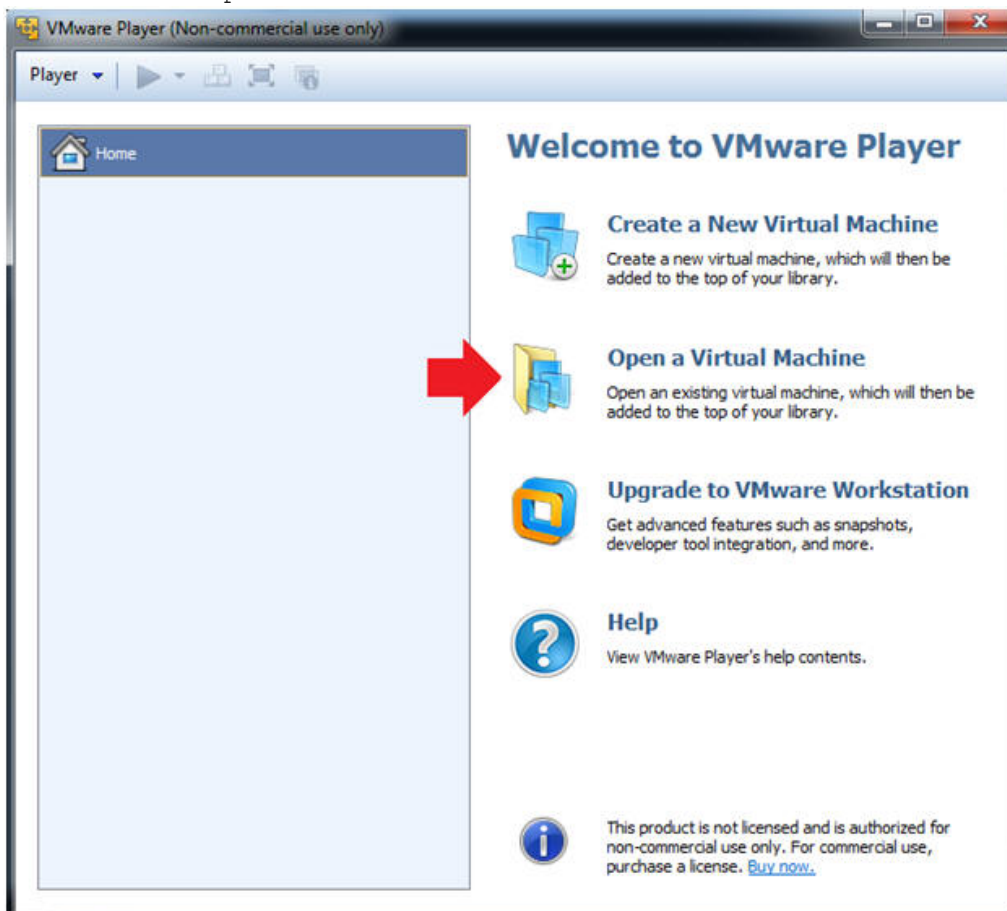 VMware Player (Non-commercial use only)
Player
Home
Welcome to VMware Player
Create a New Virtual Machine
Create a new virtual machine, which will then be
added to the top of your library.
Open a Virtual Machine
Open an existing virtual machine, which will then be
added to the top of your library.
Upgrade to VMware Workstation
Get advanced features such as snapshots,
developer tool integration, and more.
Help
View VMware Player's help contents.
This product is not licensed and is authorized for
non-commercial use only. For commercial use,
purchase a license. Buy now.